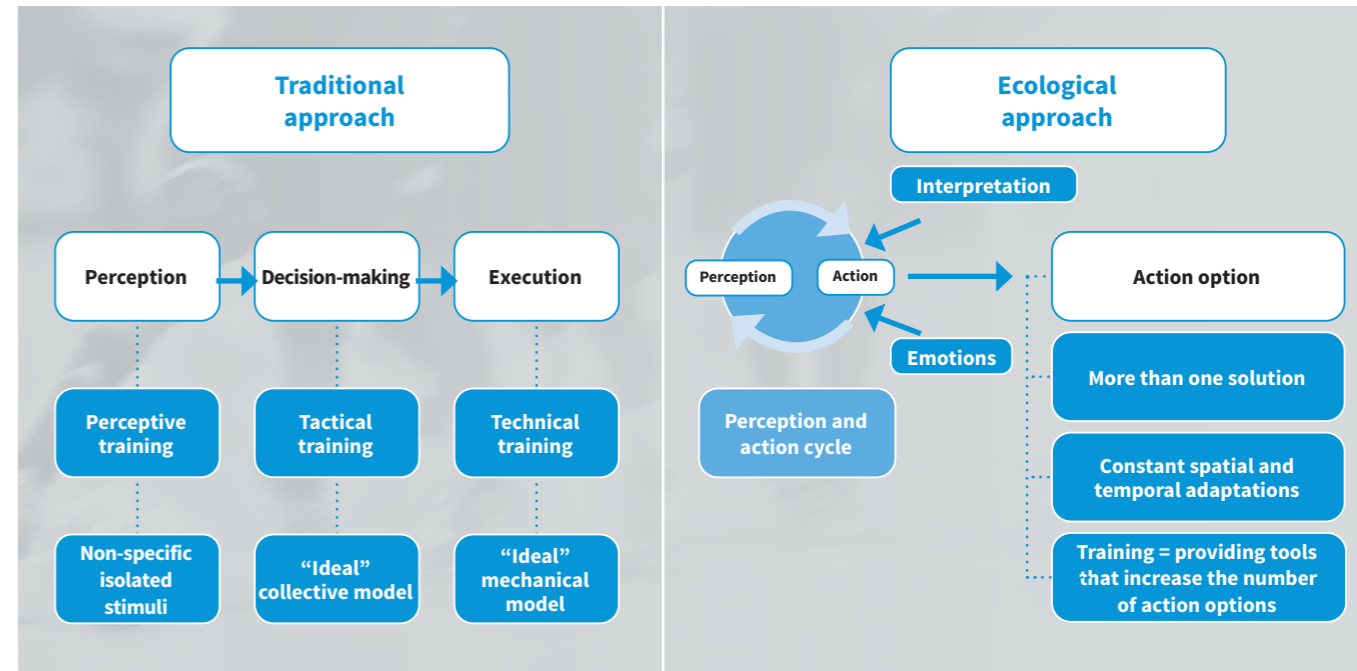 Traditional
approach
Perception
Decision-making
Execution
Perceptive
training
Tactical
training
Technical
training
Non-specific
isolated
stimuli
“Ideal”
collective model
“Ideal”
mechanical
model
Ecological
approach
Interpretation
Perception
Action
Emotions
Perception and
action cycle
Action option
More than one solution
Constant spatial and
temporal adaptations
Training = providing tools
that increase the number
of action options